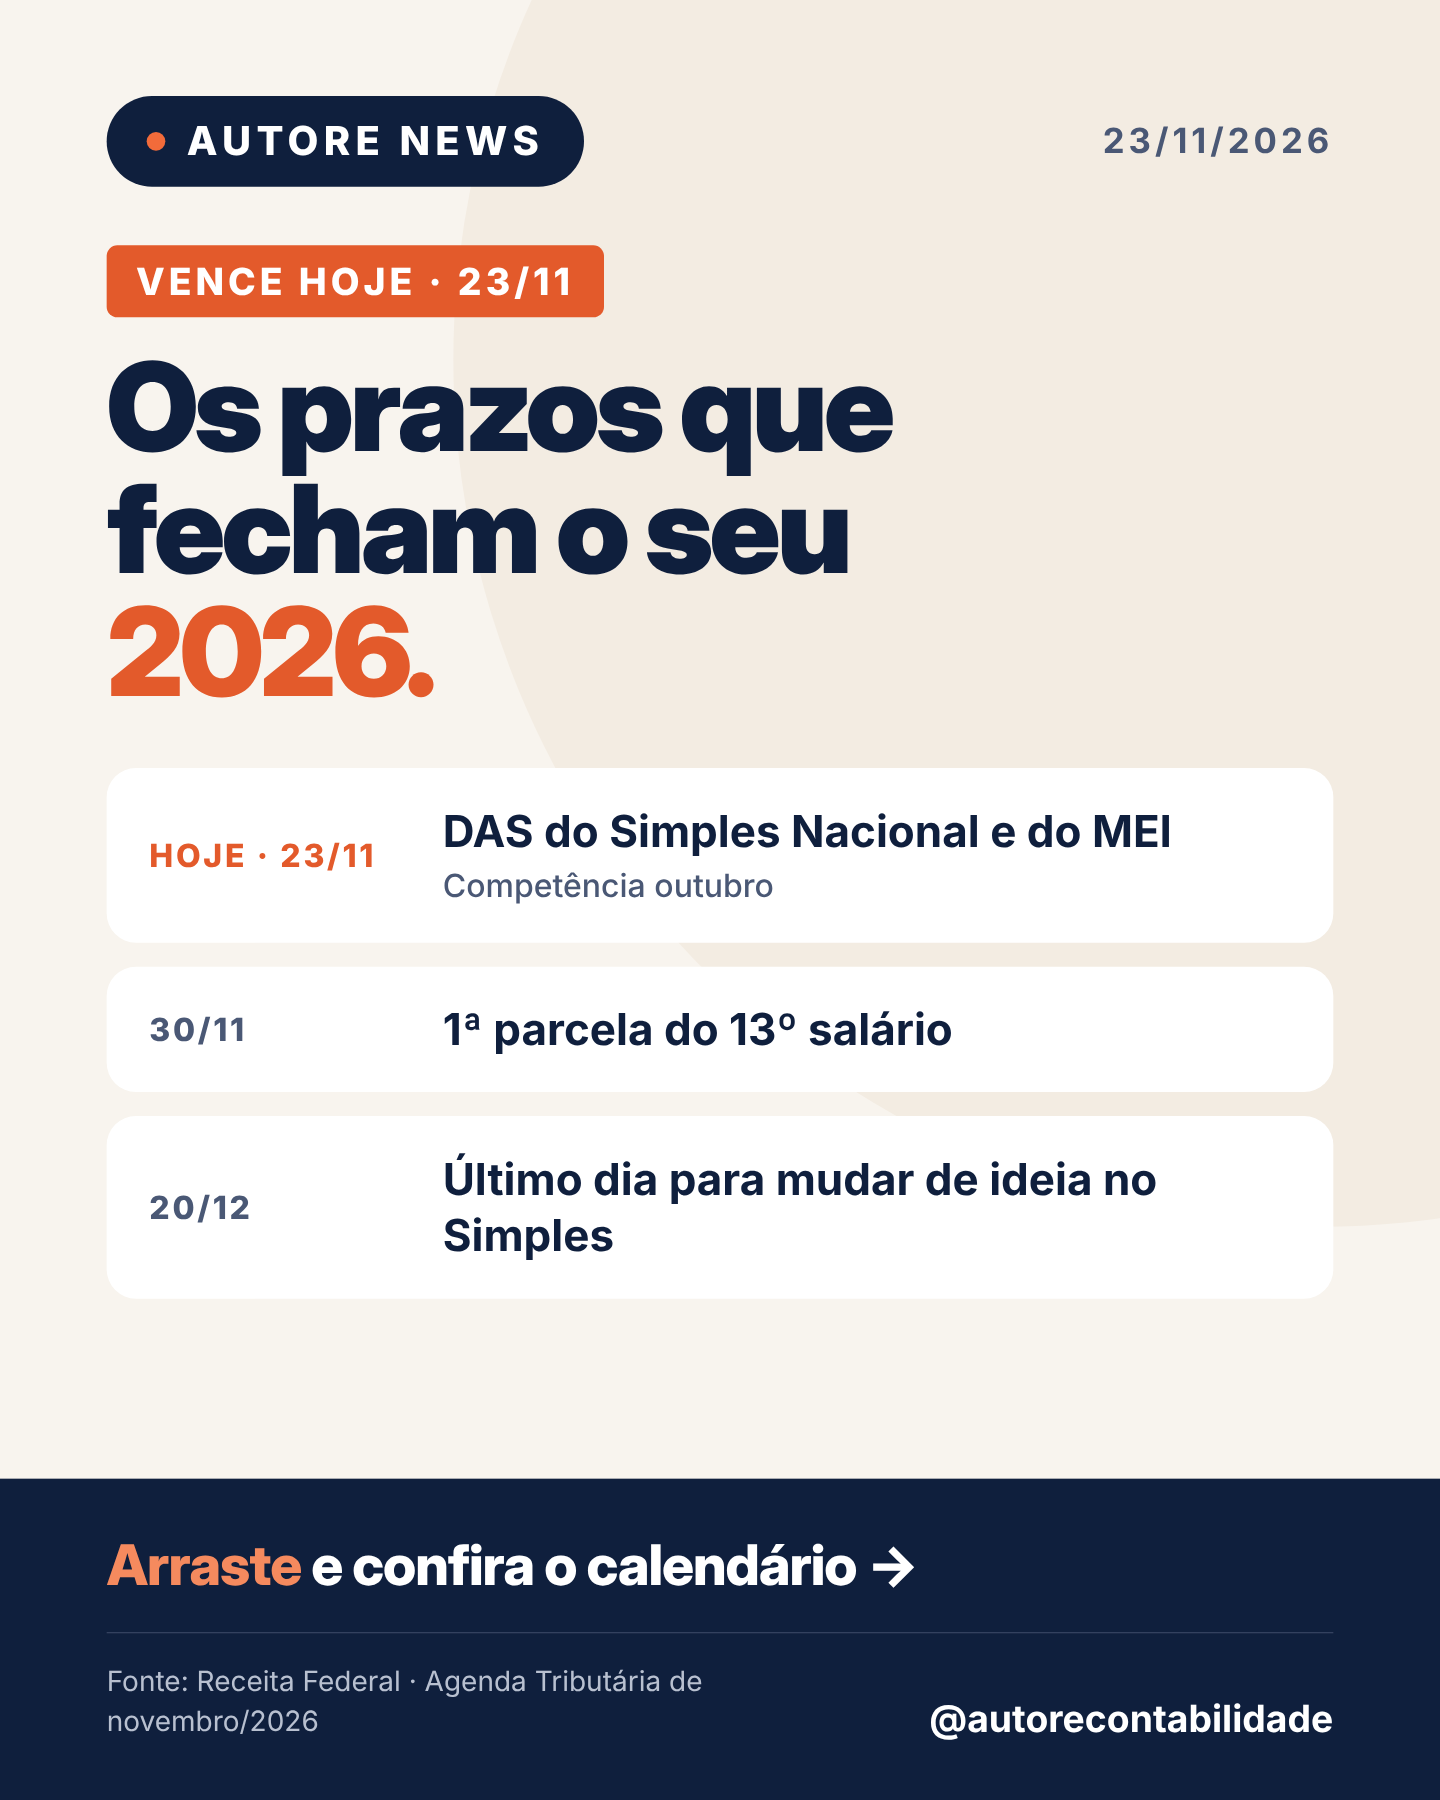 AUTORE NEWS
23/11/2026
VENCE HOJE · 23/11
Os prazos que
fecham o seu
2026.
HOJE · 23/11
DAS do Simples Nacional e do MEI
Competência outubro
30/11
1ª parcela do 13º salário
20/12
Último dia para mudar de ideia no
Simples
Arraste e confira o calendário →
Fonte: Receita Federal · Agenda Tributária de
novembro/2026
@autorecontabilidade